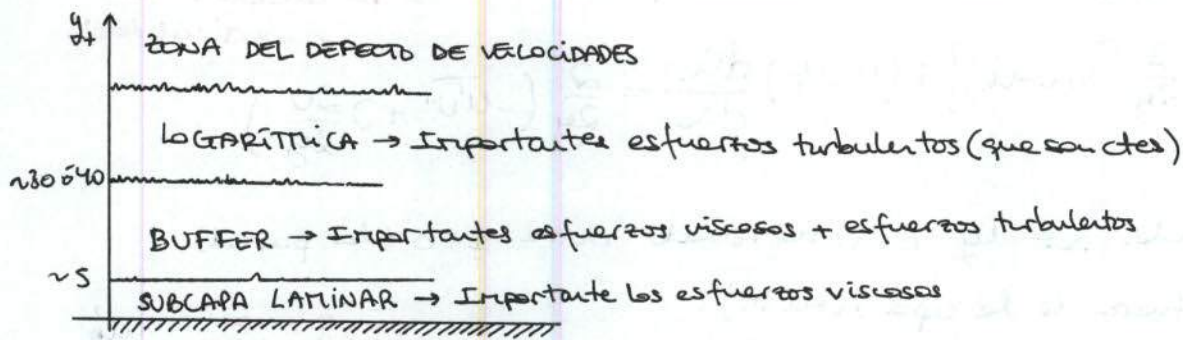 y+
ZONA DEL DEFECTO DE VELOCIDADES
LOGARÍTMICA → Importantes esfuerzos turbulentos (que son ctes)
~30 ó 40
BUFFER → Importantes esfuerzos viscosos + esfuerzos turbulentos
~5
SUBCAPA LAMINAR → Importante los esfuerzos viscosos